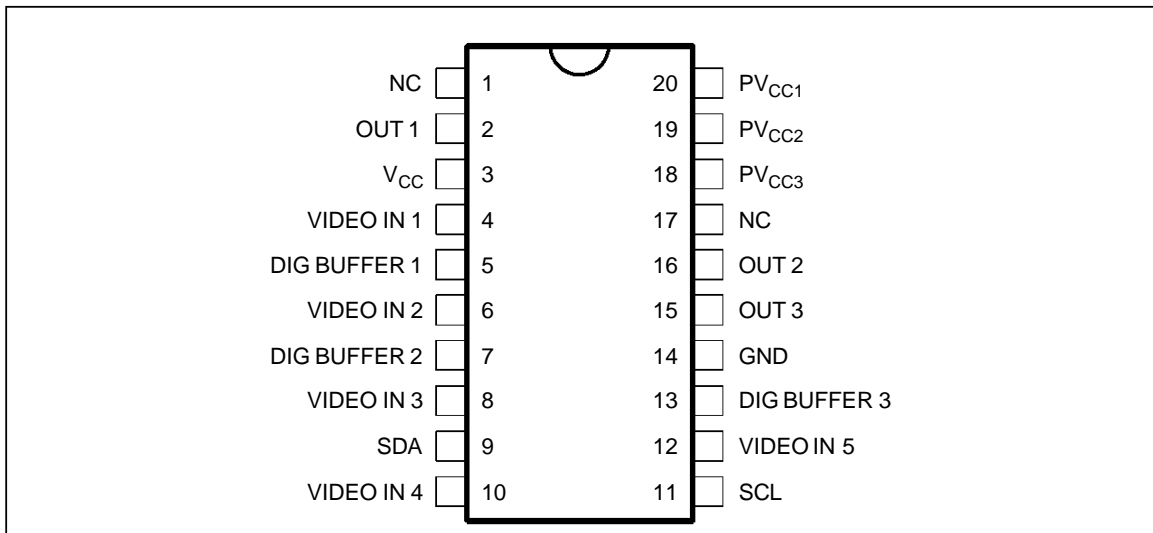 NC 1 20 PVCC1
OUT 1 2 19 PVCC2
VCC 3 18 PVCC3
VIDEO IN 1 4 17 NC
DIG BUFFER 1 5 16 OUT 2
VIDEO IN 2 6 15 OUT 3
DIG BUFFER 2 7 14 GND
VIDEO IN 3 8 13 DIG BUFFER 3
SDA 9 12 VIDEO IN 5
VIDEO IN 4 10 11 SCL